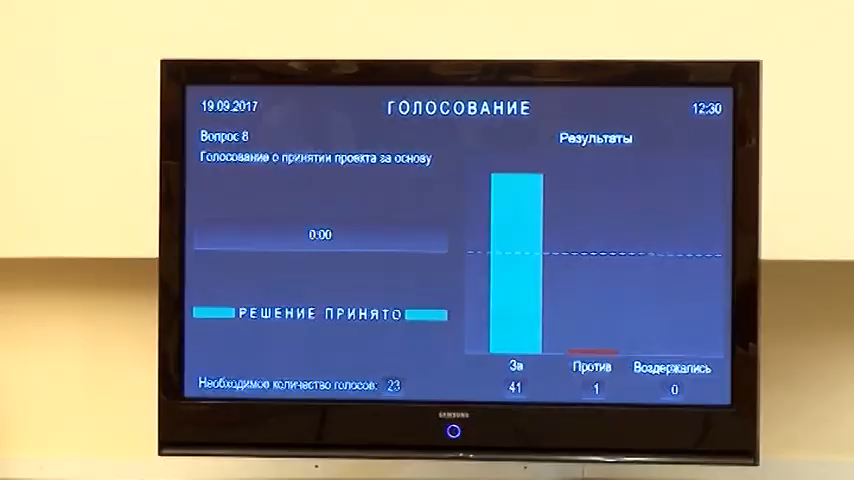 19.09.2017
ГОЛОСОВАНИЕ
12:30
Вопрос 8
Голосование о принятии проекта за основу
Результаты
0:00
РЕШЕНИЕ ПРИНЯТО
За
Против
Воздержались
Необходимое количество голосов: 23
41
1
0
SAMSUNG